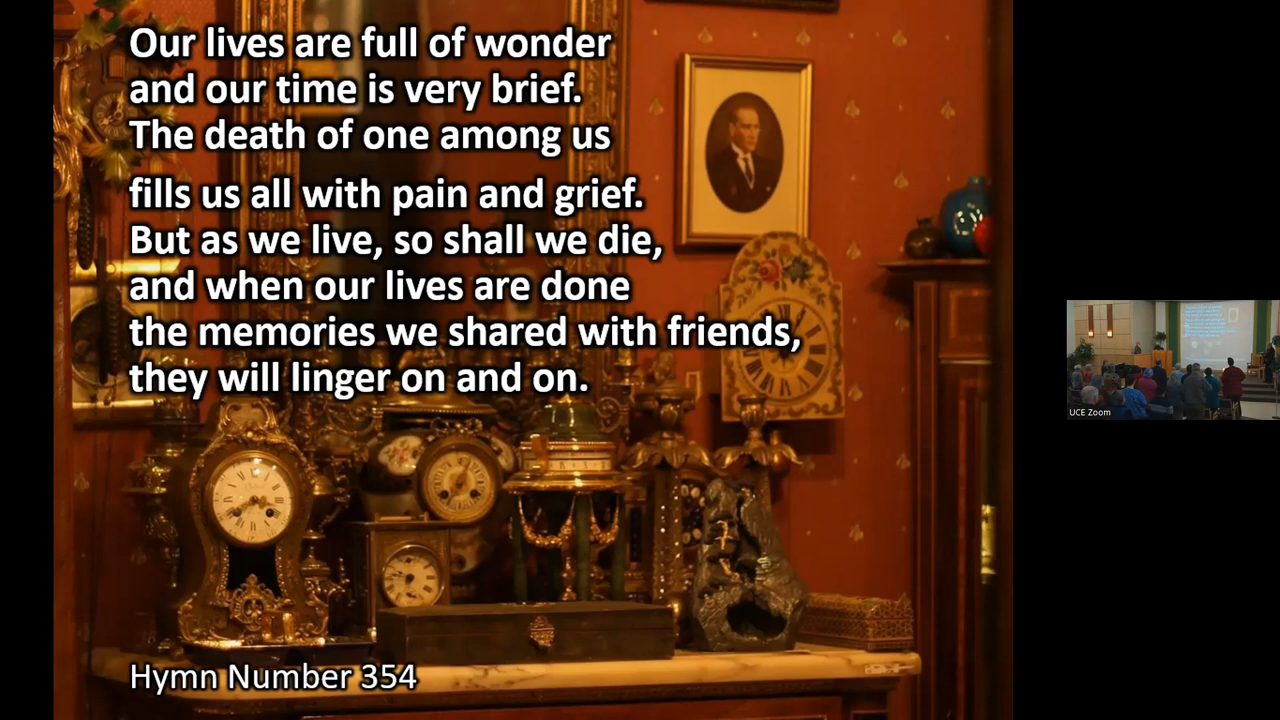 Our lives are full of wonder
and our time is very brief.
The death of one among us
fills us all with pain and grief.
But as we live, so shall we die,
and when our lives are done
the memories we shared with friends,
they will linger on and on.
Hymn Number 354
UCE Zoom